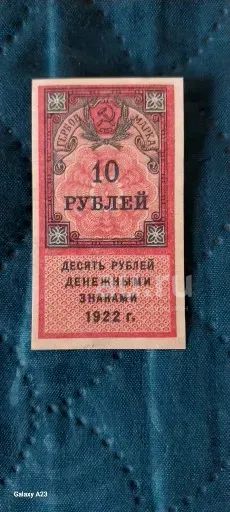 ГЕРБОВ. МАРКА
10
РУБЛЕЙ
ДЕСЯТЬ РУБЛЕЙ
ДЕНЕЖНЫМИ
ЗНАКАМИ
1922 г.
Galaxy A23